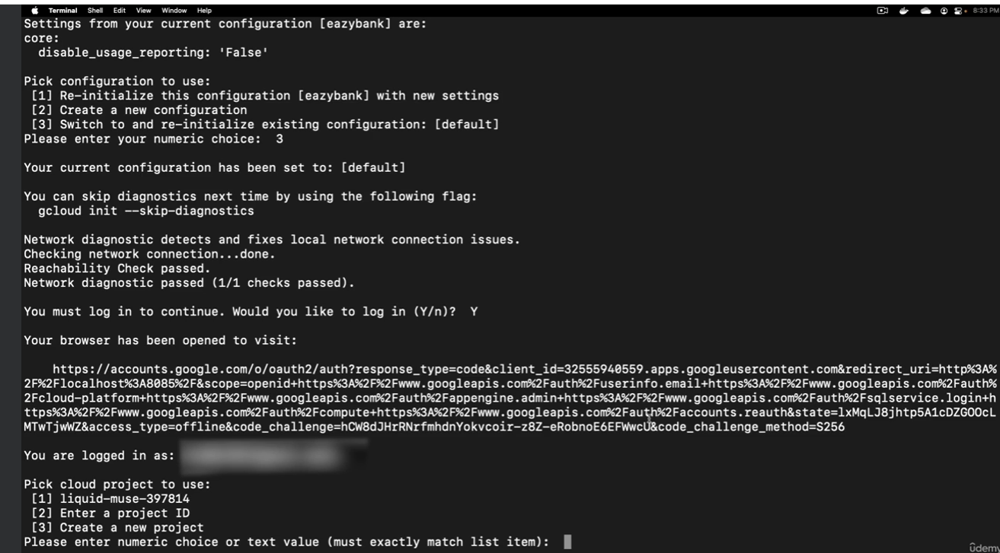 Terminal Shell Edit View Window Help 8:33 PM
Settings from your current configuration [eazybank] are:
core:
  disable_usage_reporting: 'False'
Pick configuration to use:
 [1] Re-initialize this configuration [eazybank] with new settings
 [2] Create a new configuration
 [3] Switch to and re-initialize existing configuration: [default]
Please enter your numeric choice:  3
Your current configuration has been set to: [default]
You can skip diagnostics next time by using the following flag:
  gcloud init --skip-diagnostics
Network diagnostic detects and fixes local network connection issues.
Checking network connection...done.
Reachability Check passed.
Network diagnostic passed (1/1 checks passed).
You must log in to continue. Would you like to log in (Y/n)?  Y
Your browser has been opened to visit:
    https://accounts.google.com/o/oauth2/auth?response_type=code&client_id=32555940559.apps.googleusercontent.com&redirect_uri=http%3A%
2F%2Flocalhost%3A8085%2F&scope=openid+https%3A%2F%2Fwww.googleapis.com%2Fauth%2Fuserinfo.email+https%3A%2F%2Fwww.googleapis.com%2Fauth%
2Fcloud-platform+https%3A%2F%2Fwww.googleapis.com%2Fauth%2Fappengine.admin+https%3A%2F%2Fwww.googleapis.com%2Fauth%2Fsqlservice.login+h
ttps%3A%2F%2Fwww.googleapis.com%2Fauth%2Fcompute+https%3A%2F%2Fwww.googleapis.com%2Fauth%2Faccounts.reauth&state=lxMqLJ8jhtp5A1cDZGOOcL
MTwTjwWZ&access_type=offline&code_challenge=hCW8dJHrRNrfmhdnYokvcoir-z8Z-eRobnoE6EFWwcU&code_challenge_method=S256
You are logged in as:
Pick cloud project to use:
 [1] liquid-muse-397814
 [2] Enter a project ID
 [3] Create a new project
Please enter numeric choice or text value (must exactly match list item):
ûdemy